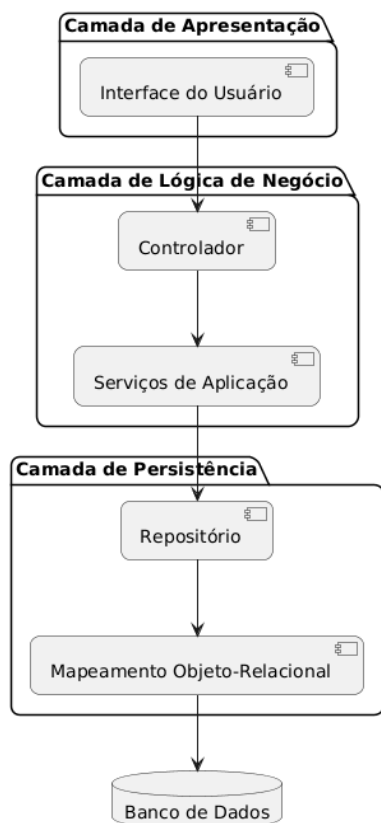 Camada de Apresentação
Interface do Usuário
Camada de Lógica de Negócio
Controlador
Serviços de Aplicação
Camada de Persistência
Repositório
Mapeamento Objeto-Relacional
Banco de Dados